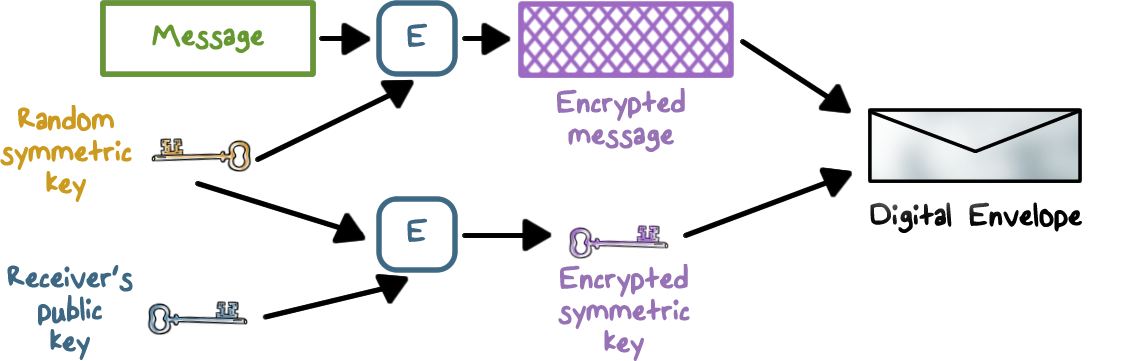 Message
E
Encrypted
message
Random
symmetric
key
Digital Envelope
E
Receiver's
public
key
Encrypted
symmetric
key